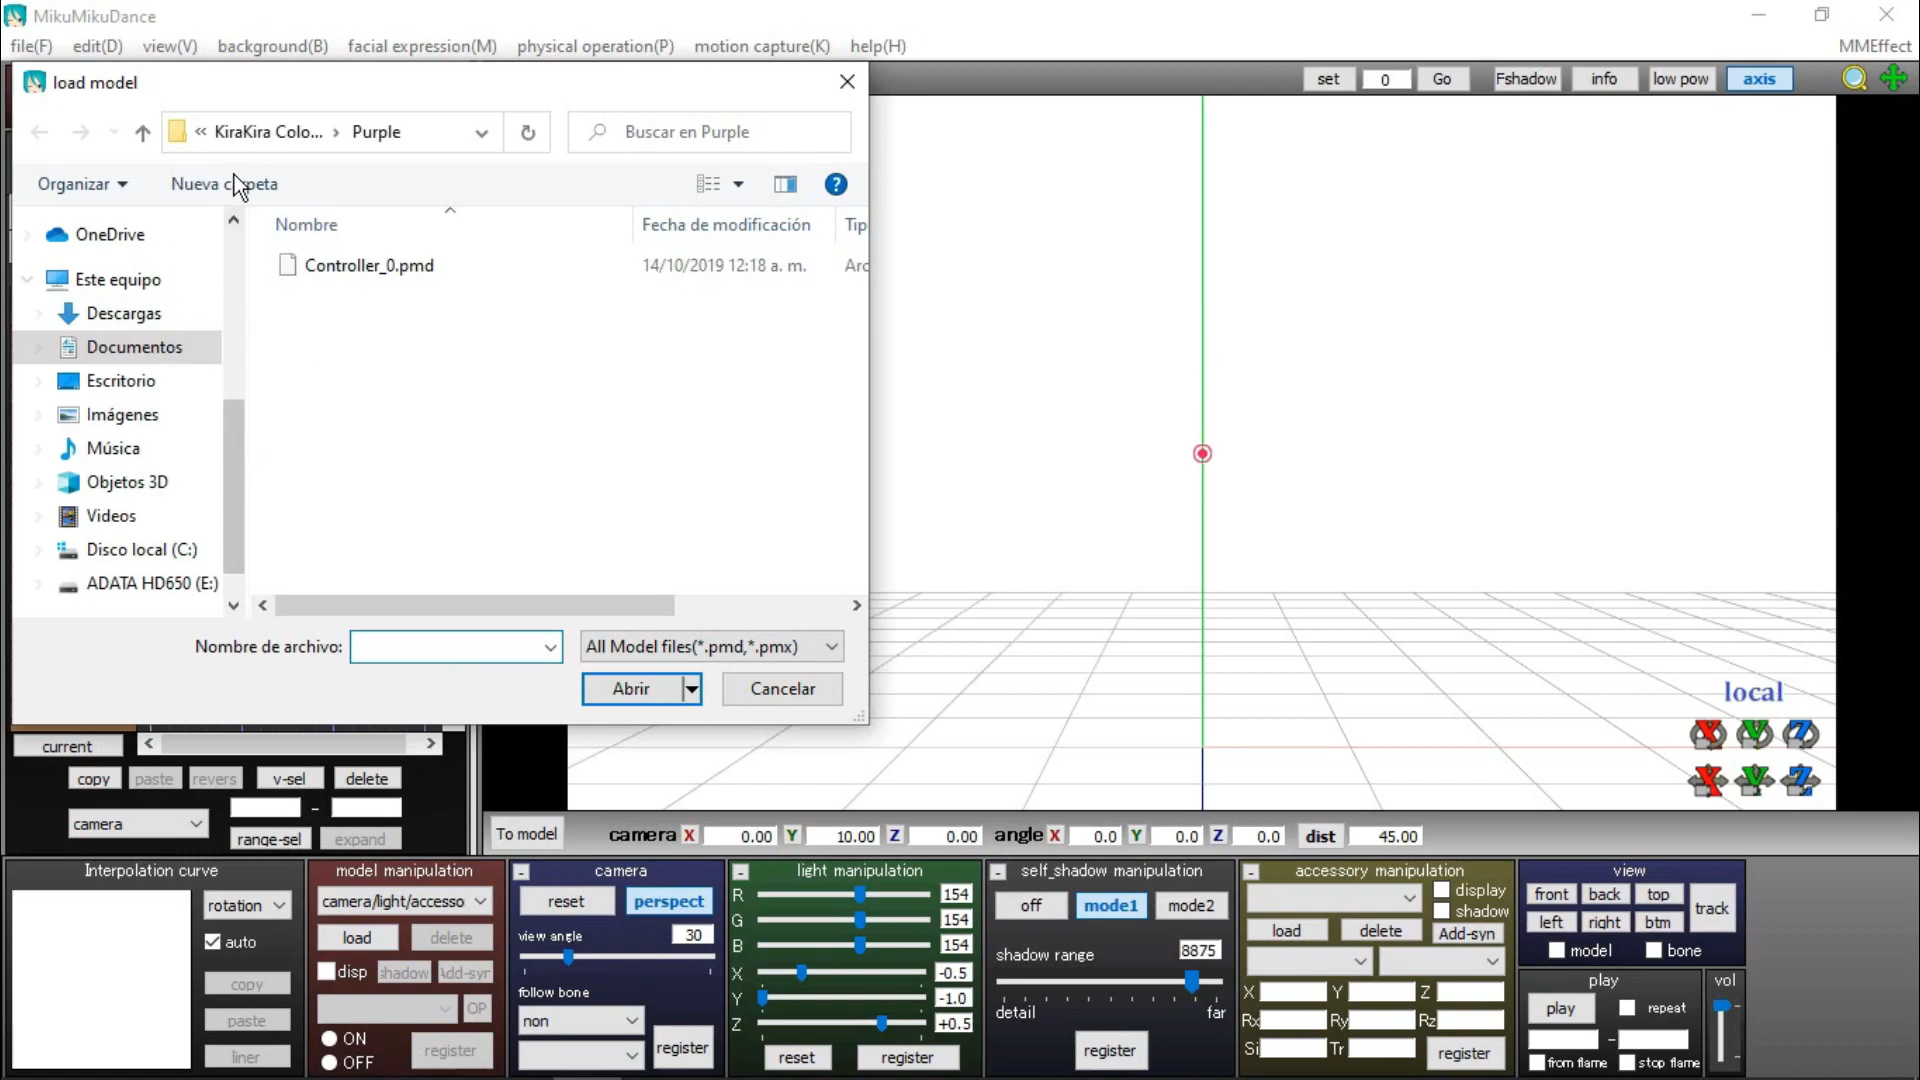 MikuMikuDance
file(F) edit(D) view(V) background(B) facial expression(M) physical operation(P) motion capture(K) help(H) MMEffect
load model
set 0 Go Fshadow info low pow axis
« KiraKira Colo... › Purple
Buscar en Purple
Organizar
Nueva carpeta
Nombre
Fecha de modificación
Tip
Controller_0.pmd
14/10/2019 12:18 a. m.
Arc
OneDrive
Este equipo
Descargas
Documentos
Escritorio
Imágenes
Música
Objetos 3D
Videos
Disco local (C:)
ADATA HD650 (E:)
Nombre de archivo:
All Model files(*.pmd,*.pmx)
Abrir
Cancelar
local
X Y Z
X Y Z
current
copy paste revers v-sel delete
camera
-
range-sel expand
To model camera X 0.00 Y 10.00 Z 0.00 angle X 0.0 Y 0.0 Z 0.0 dist 45.00
Interpolation curve
rotation
auto
copy
paste
liner
model manipulation
camera/light/accesso
load delete
disp shadow Add-syn
OP
ON
OFF
register
camera
reset perspect
view angle 30
follow bone
non
register
light manipulation
R 154
G 154
B 154
X -0.5
Y -1.0
Z +0.5
reset register
self_shadow manipulation
off mode1 mode2
shadow range 8875
detail far
register
accessory manipulation
display
shadow
load delete Add-syn
X Y Z
Rx Ry Rz
Si Tr register
view
front back top
left right btm
track
model bone
play
play repeat
-
from flame stop flame
vol